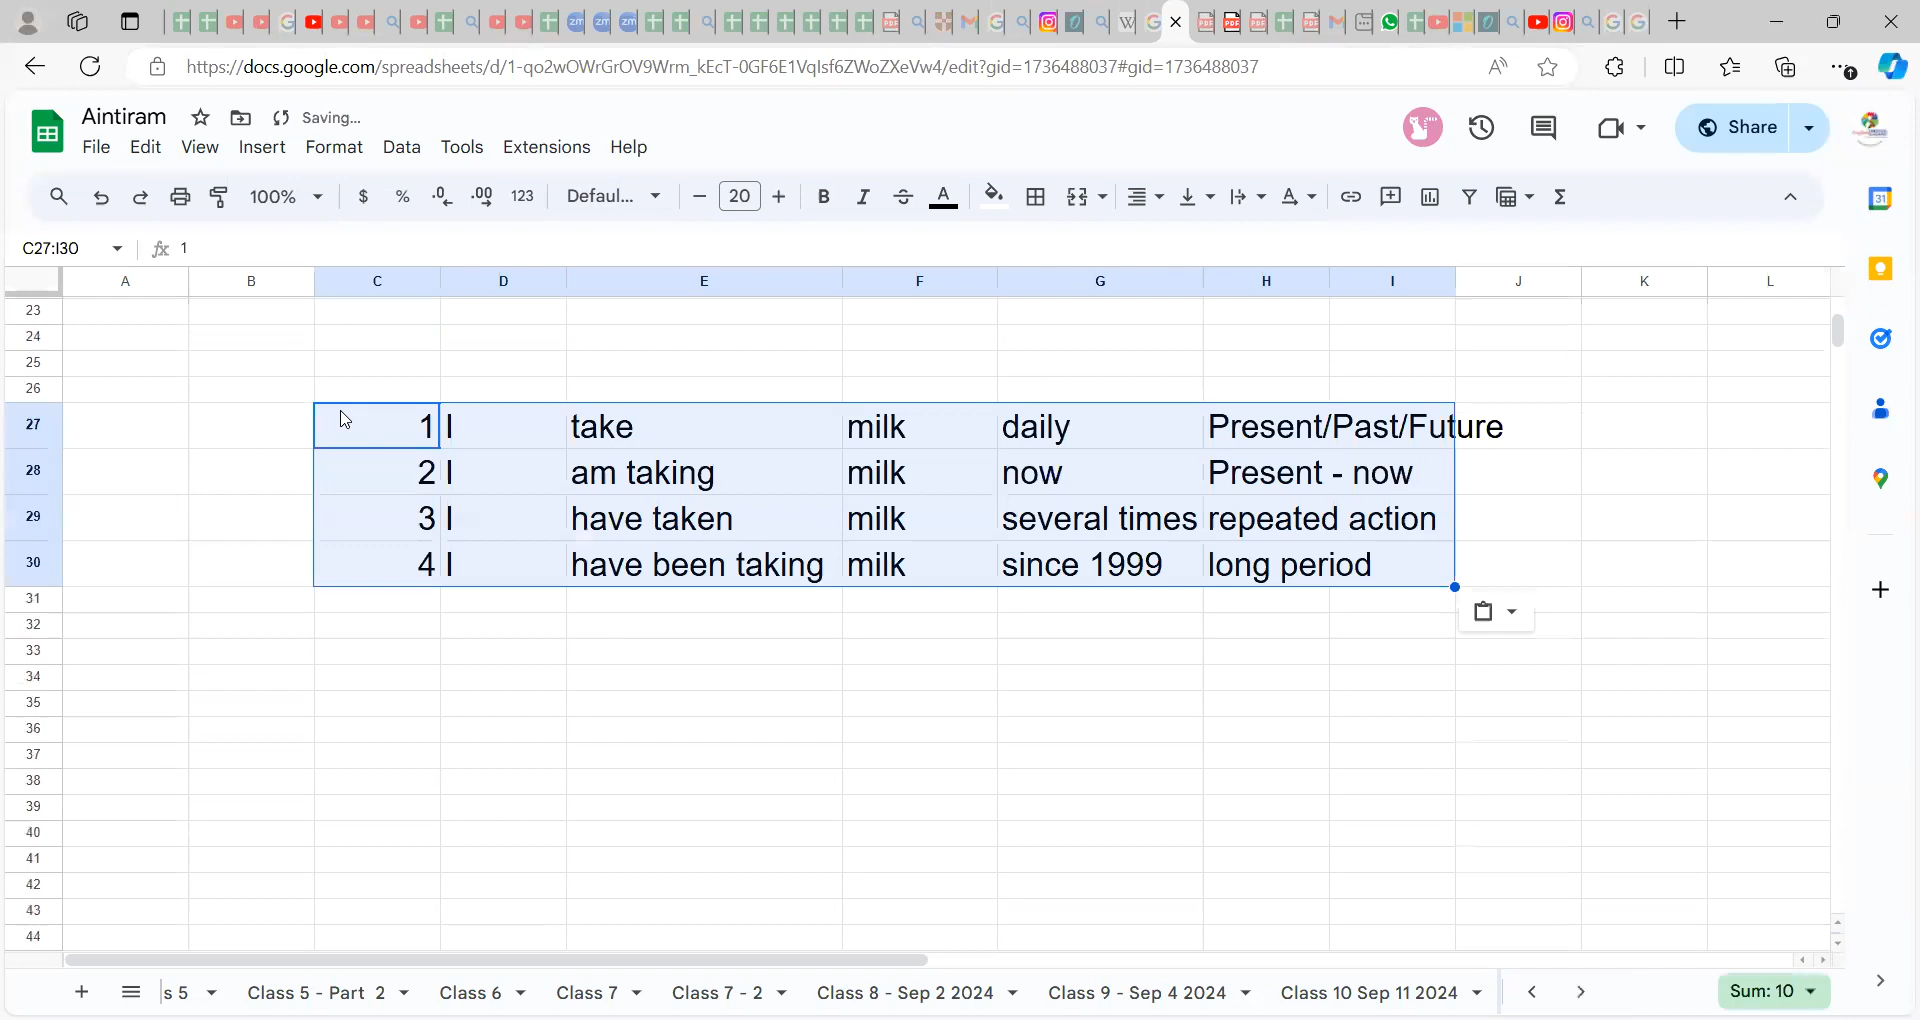 https://docs.google.com/spreadsheets/d/1-qo2wOWrGrOV9Wrm_kEcT-0GF6E1VqIsf6ZWoZXeVw4/edit?gid=1736488037#gid=1736488037
Aintiram Saving...
Share
File Edit View Insert Format Data Tools Extensions Help
100% $ % .0 .00 123 Defaul... 20 B I A
C27:I30 fx 1
A B C D E F G H I J K L
23
24
25
26
27 1 I take milk daily Present/Past/Future
28 2 I am taking milk now Present - now
29 3 I have taken milk several times repeated action
30 4 I have been taking milk since 1999 long period
31
32
33
34
35
36
37
38
39
40
41
42
43
44
s 5 Class 5 - Part 2 Class 6 Class 7 Class 7 - 2 Class 8 - Sep 2 2024 Class 9 - Sep 4 2024 Class 10 Sep 11 2024 Sum: 10